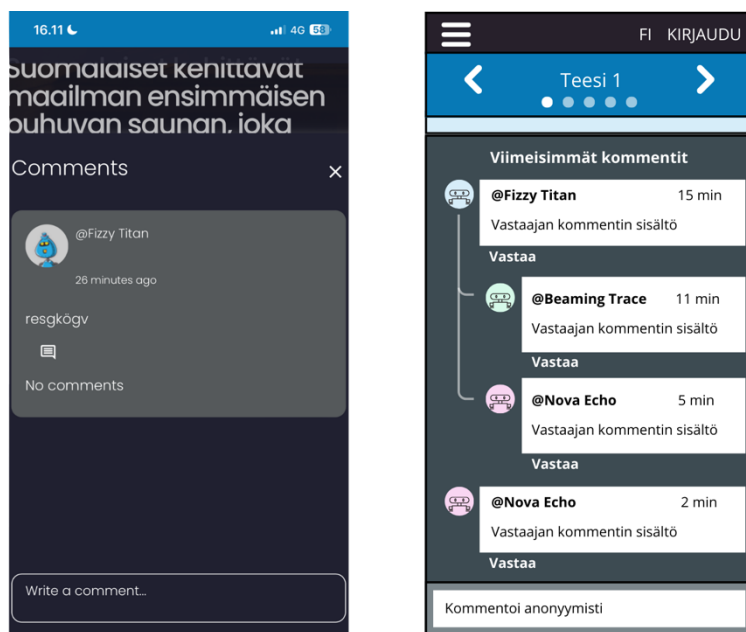 16.11
4G 58
Suomalaiset kehittävät
maailman ensimmäisen
puhuvan saunan, joka
Comments
@Fizzy Titan
26 minutes ago
resgkögv
No comments
Write a comment...
FI KIRJAUDU
Teesi 1
Viimeisimmät kommentit
@Fizzy Titan 15 min
Vastaajan kommentin sisältö
Vastaa
@Beaming Trace 11 min
Vastaajan kommentin sisältö
Vastaa
@Nova Echo 5 min
Vastaajan kommentin sisältö
Vastaa
@Nova Echo 2 min
Vastaajan kommentin sisältö
Vastaa
Kommentoi anonyymisti